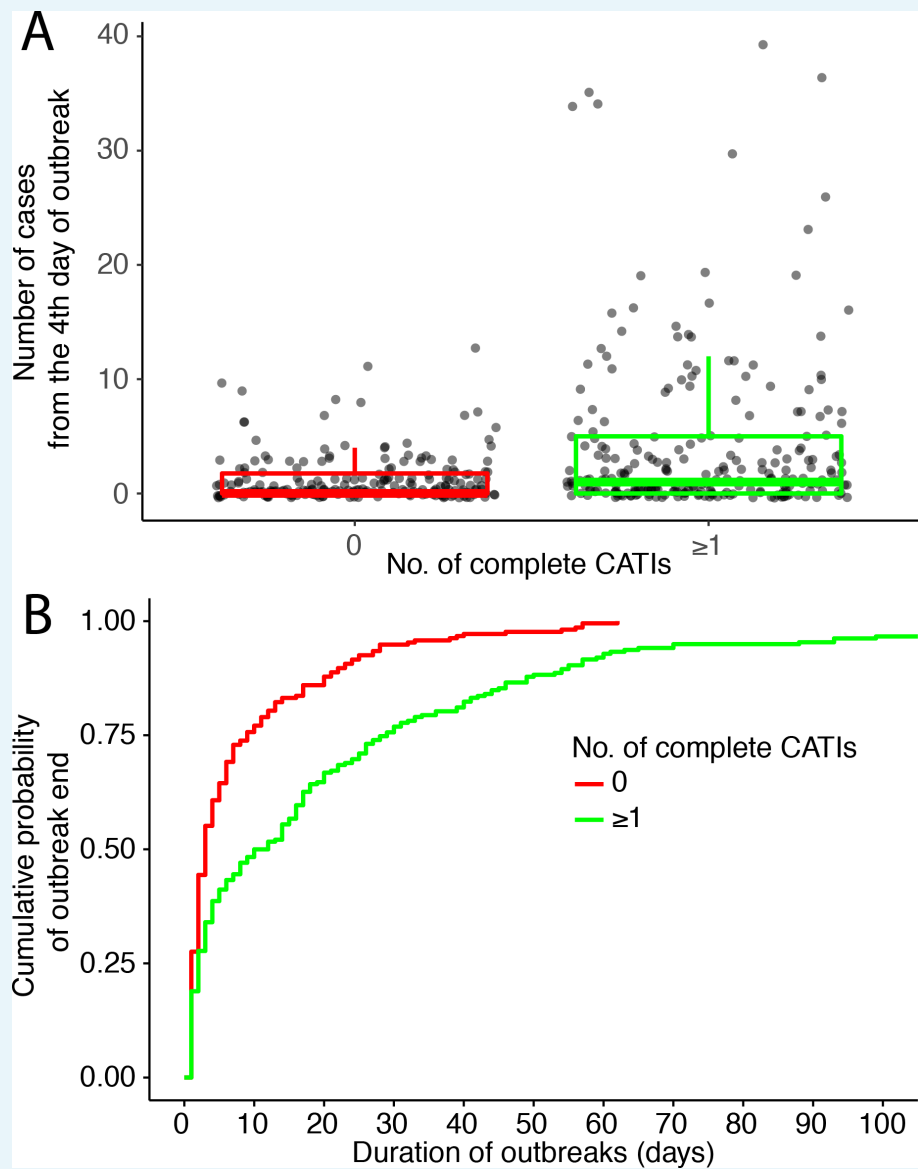 A
Number of cases
from the 4th day of outbreak
40
30
20
10
0
0
≥1
No. of complete CATIs
B
Cumulative probability
of outbreak end
1.00
0.75
0.50
0.25
0.00
No. of complete CATIs
0
≥1
0 10 20 30 40 50 60 70 80 90 100
Duration of outbreaks (days)